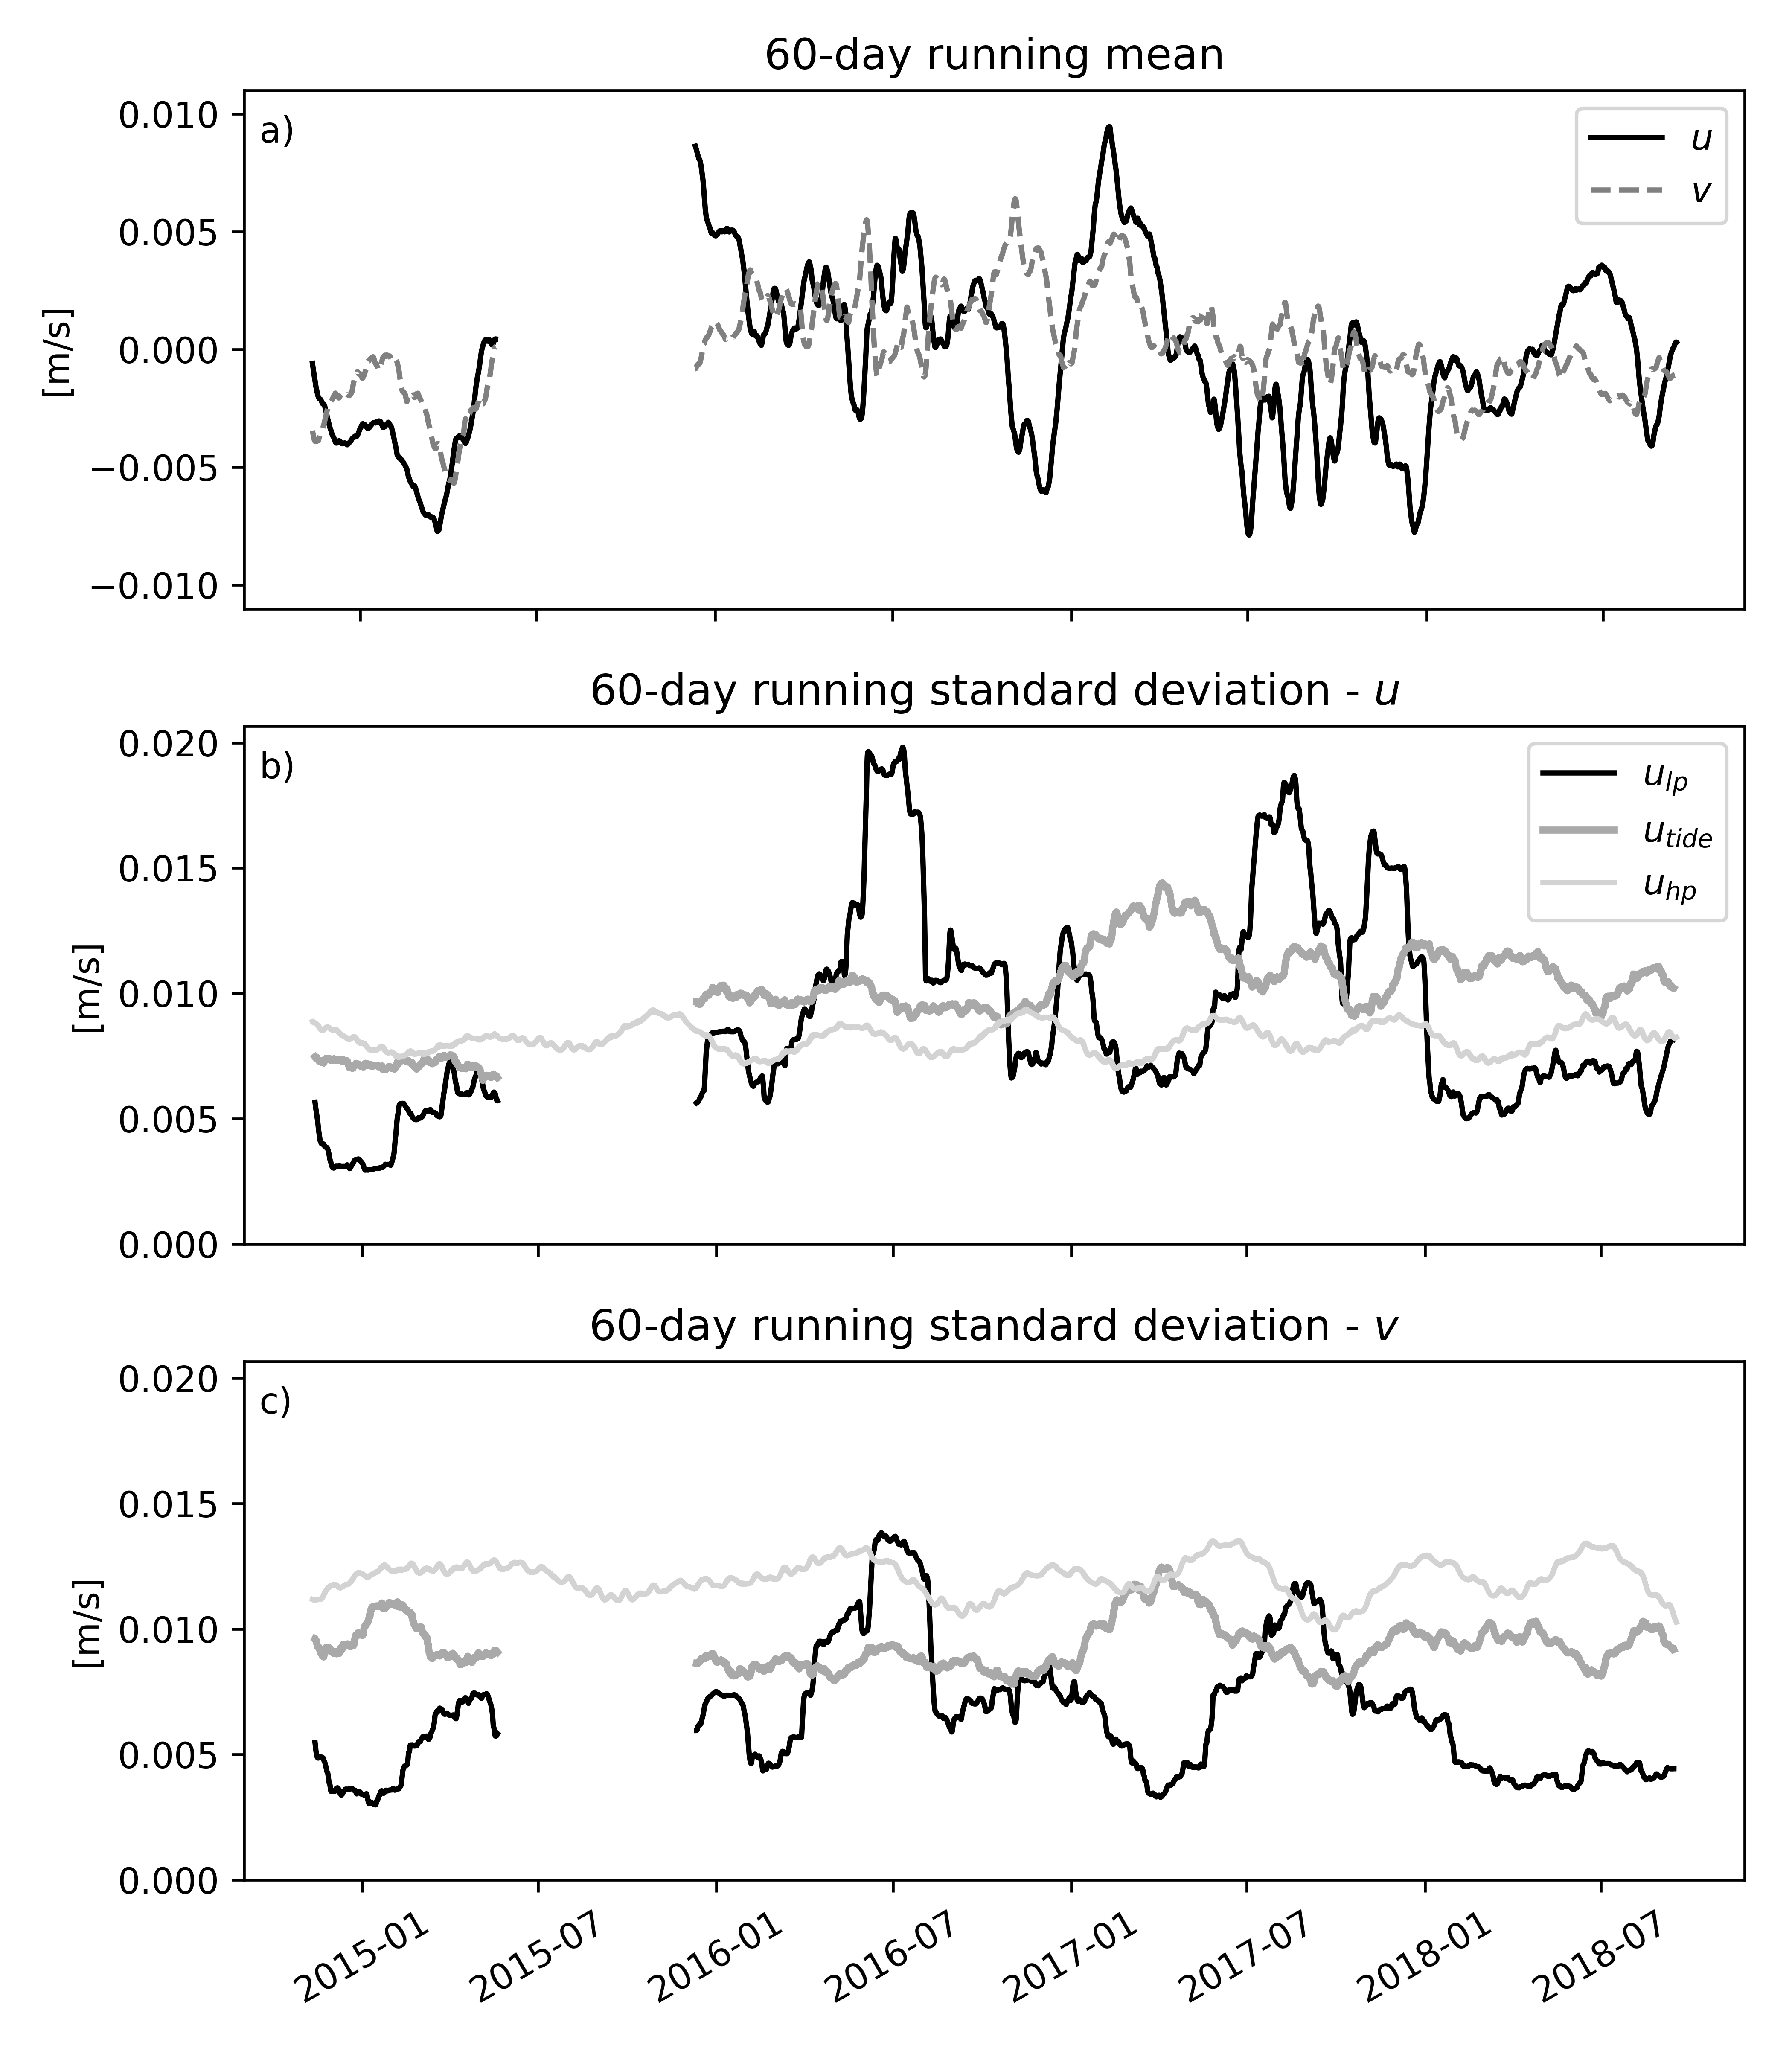 60-day running mean
a)
u
v
0.010
0.005
0.000
−0.005
−0.010
[m/s]
60-day running standard deviation - u
b)
u_lp
u_tide
u_hp
0.020
0.015
0.010
0.005
0.000
[m/s]
60-day running standard deviation - v
c)
0.020
0.015
0.010
0.005
0.000
[m/s]
2015-01 2015-07 2016-01 2016-07 2017-01 2017-07 2018-01 2018-07